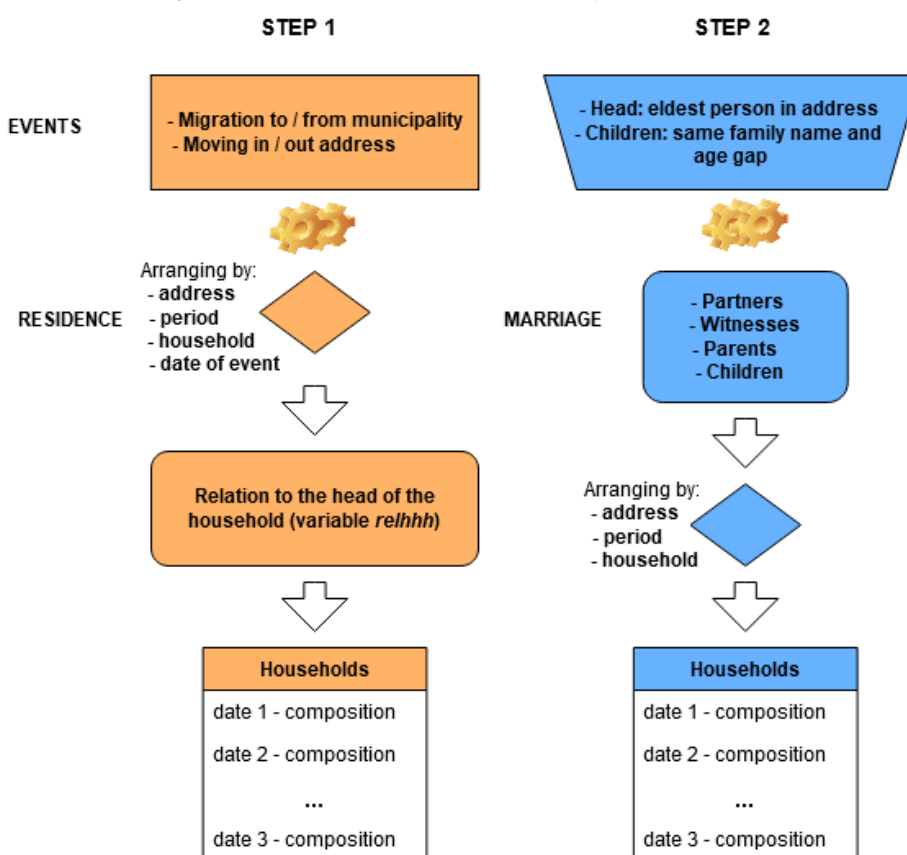 STEP 1
EVENTS
- Migration to / from municipality
- Moving in / out address
Arranging by:
- address
RESIDENCE
- period
- household
- date of event
Relation to the head of the
household (variable relhhh)
Households
date 1 - composition
date 2 - composition
...
date 3 - composition
STEP 2
- Head: eldest person in address
- Children: same family name and
age gap
MARRIAGE
- Partners
- Witnesses
- Parents
- Children
Arranging by:
- address
- period
- household
Households
date 1 - composition
date 2 - composition
...
date 3 - composition